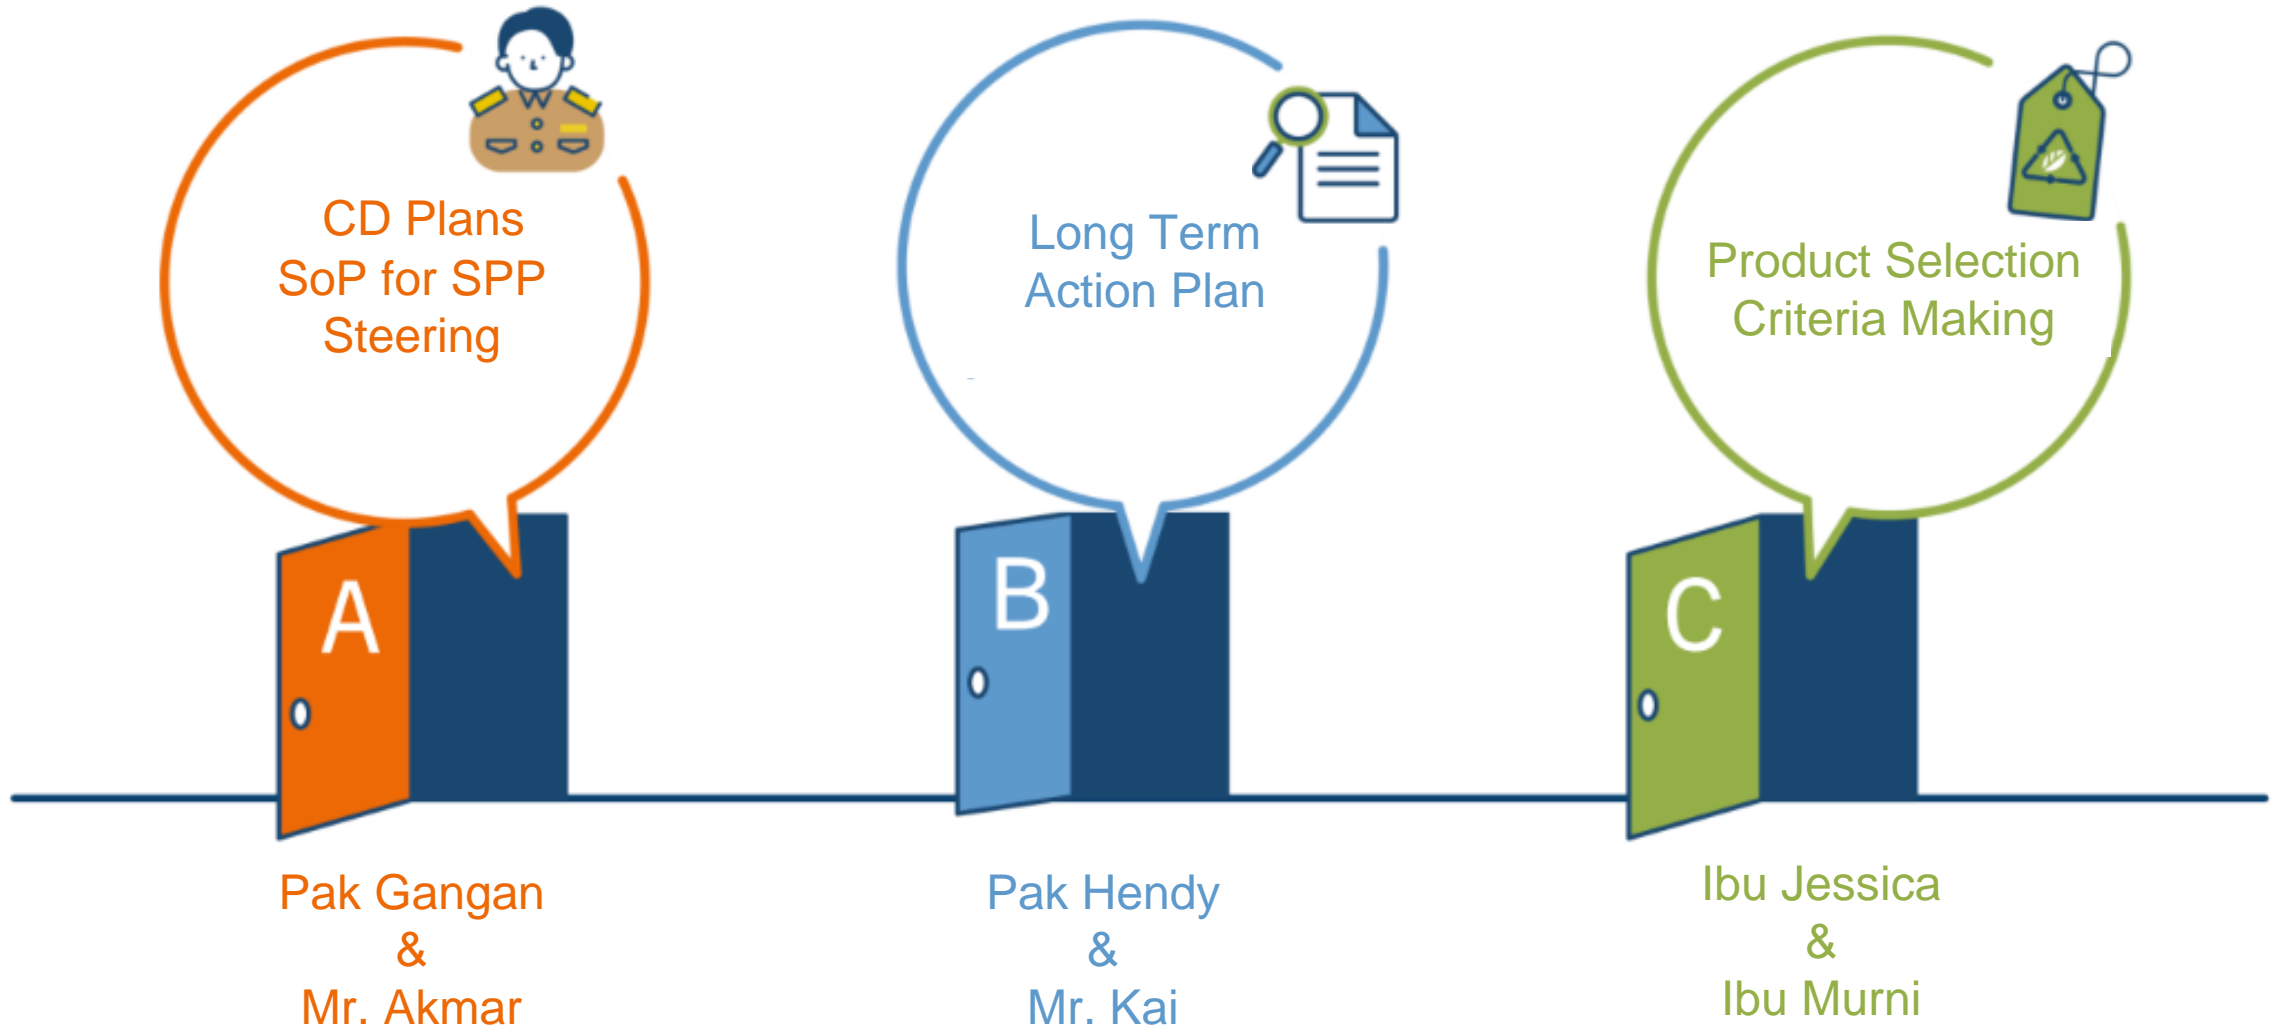 CD Plans
SoP for SPP
Steering
A
Pak Gangan
&
Mr. Akmar
Long Term
Action Plan
B
Pak Hendy
&
Mr. Kai
Product Selection
Criteria Making
C
Ibu Jessica
&
Ibu Murni